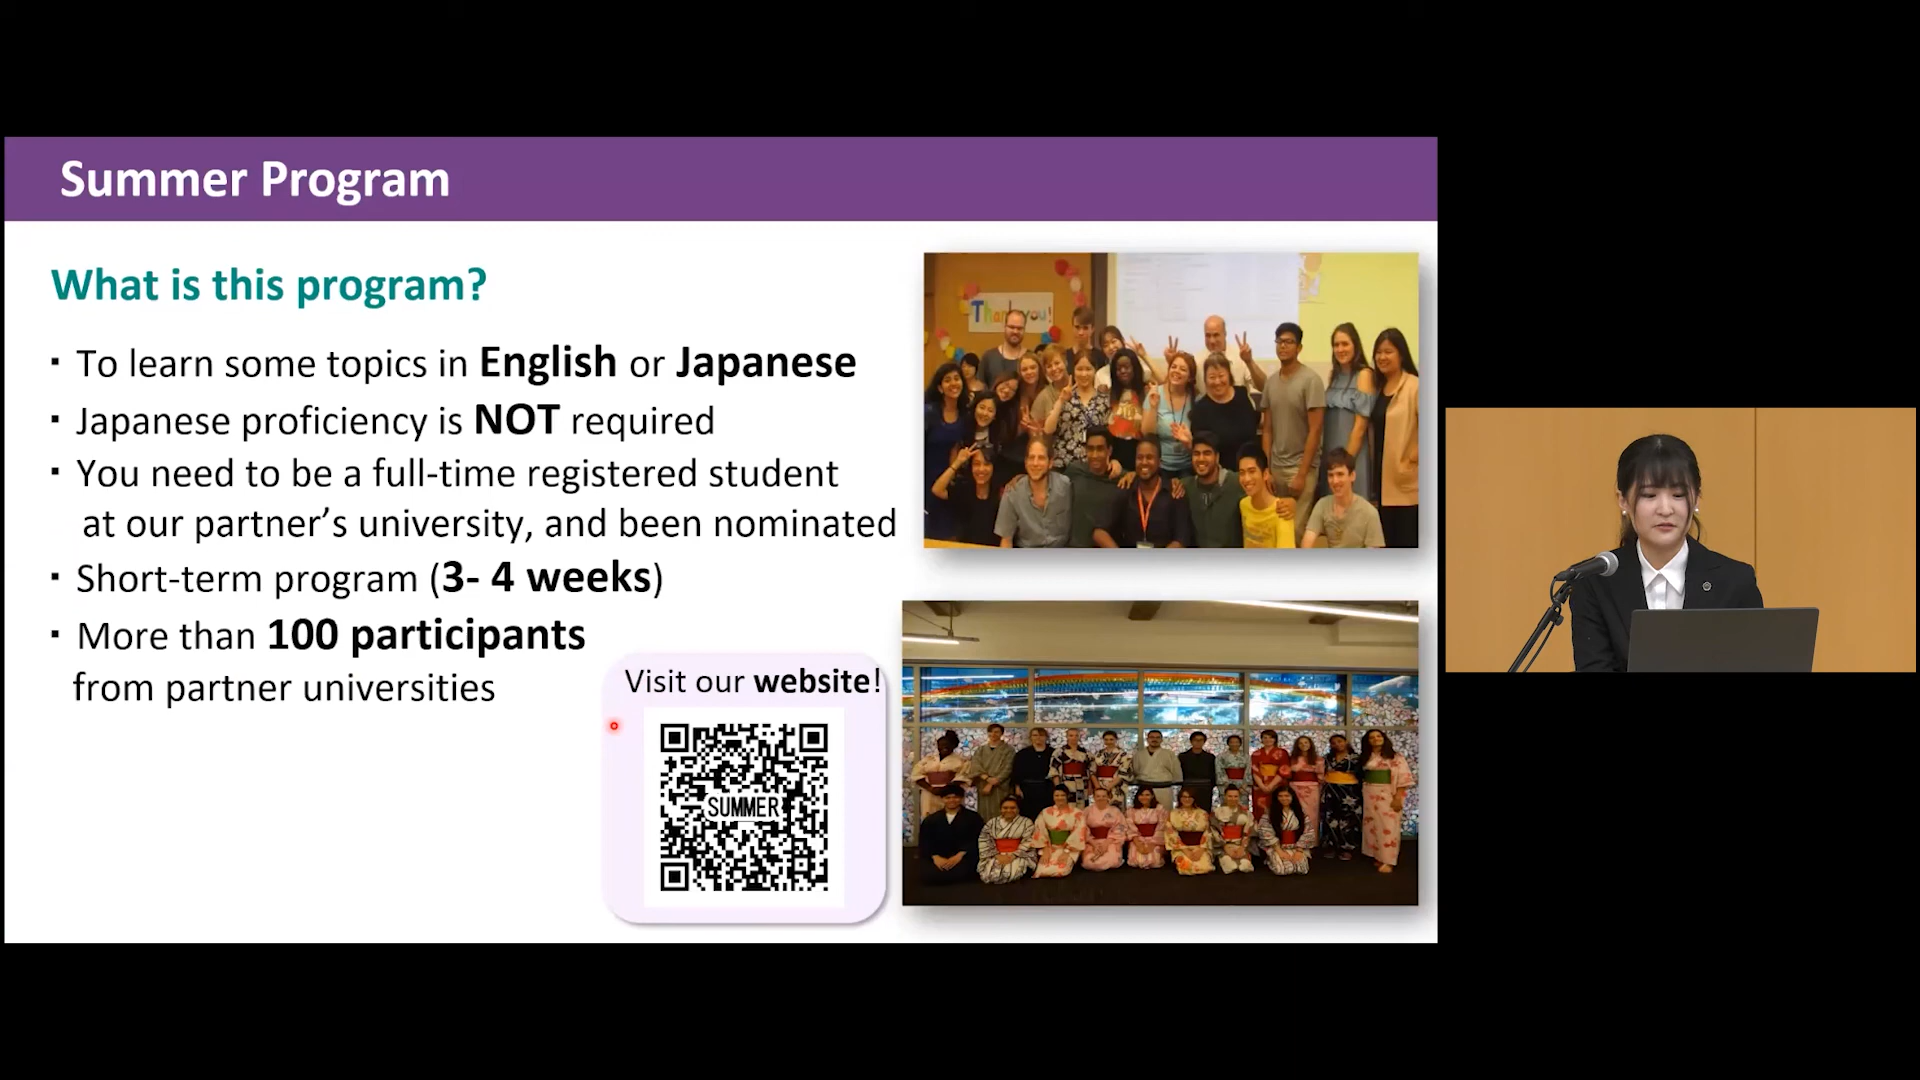 Summer Program
What is this program?
▪ To learn some topics in English or Japanese
▪ Japanese proficiency is NOT required
▪ You need to be a full-time registered student
at our partner’s university, and been nominated
▪ Short-term program (3- 4 weeks)
▪ More than 100 participants
from partner universities
Visit our website!
SUMMER
Thank you!